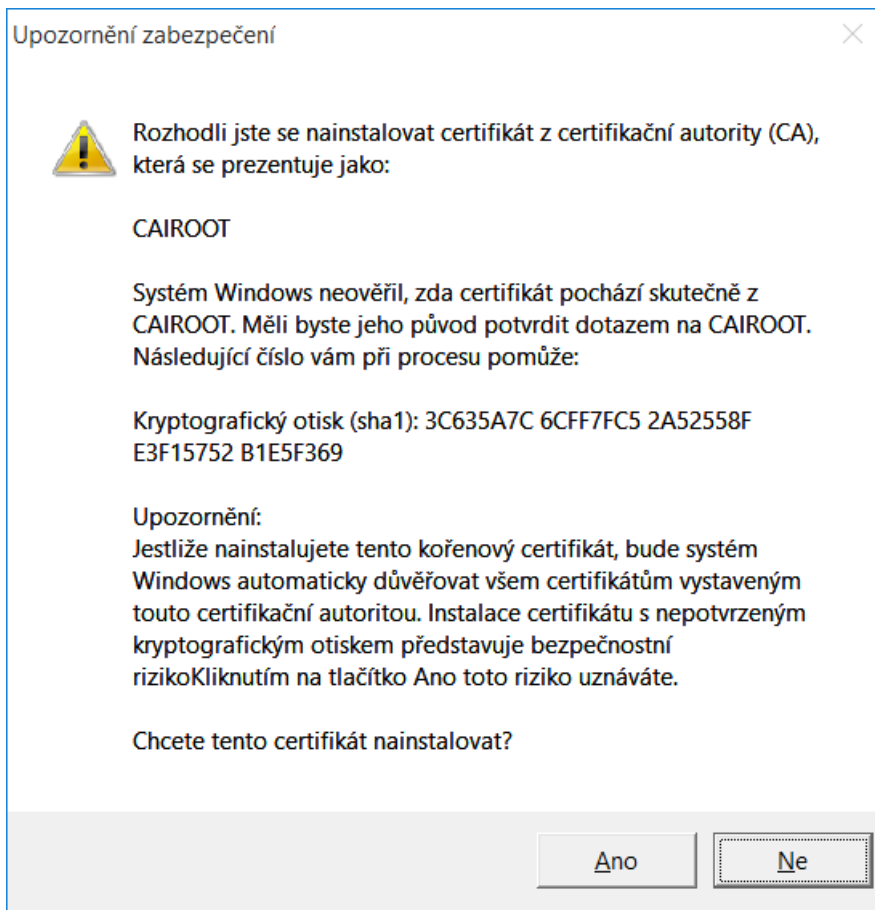 Upozornění zabezpečení
Rozhodli jste se nainstalovat certifikát z certifikační autority (CA),
která se prezentuje jako:
CAIROOT
Systém Windows neověřil, zda certifikát pochází skutečně z
CAIROOT. Měli byste jeho původ potvrdit dotazem na CAIROOT.
Následující číslo vám při procesu pomůže:
Kryptografický otisk (sha1): 3C635A7C 6CFF7FC5 2A52558F
E3F15752 B1E5F369
Upozornění:
Jestliže nainstalujete tento kořenový certifikát, bude systém
Windows automaticky důvěřovat všem certifikátům vystaveným
touto certifikační autoritou. Instalace certifikátu s nepotvrzeným
kryptografickým otiskem představuje bezpečnostní
rizikoKliknutím na tlačítko Ano toto riziko uznáváte.
Chcete tento certifikát nainstalovat?
Ano
Ne